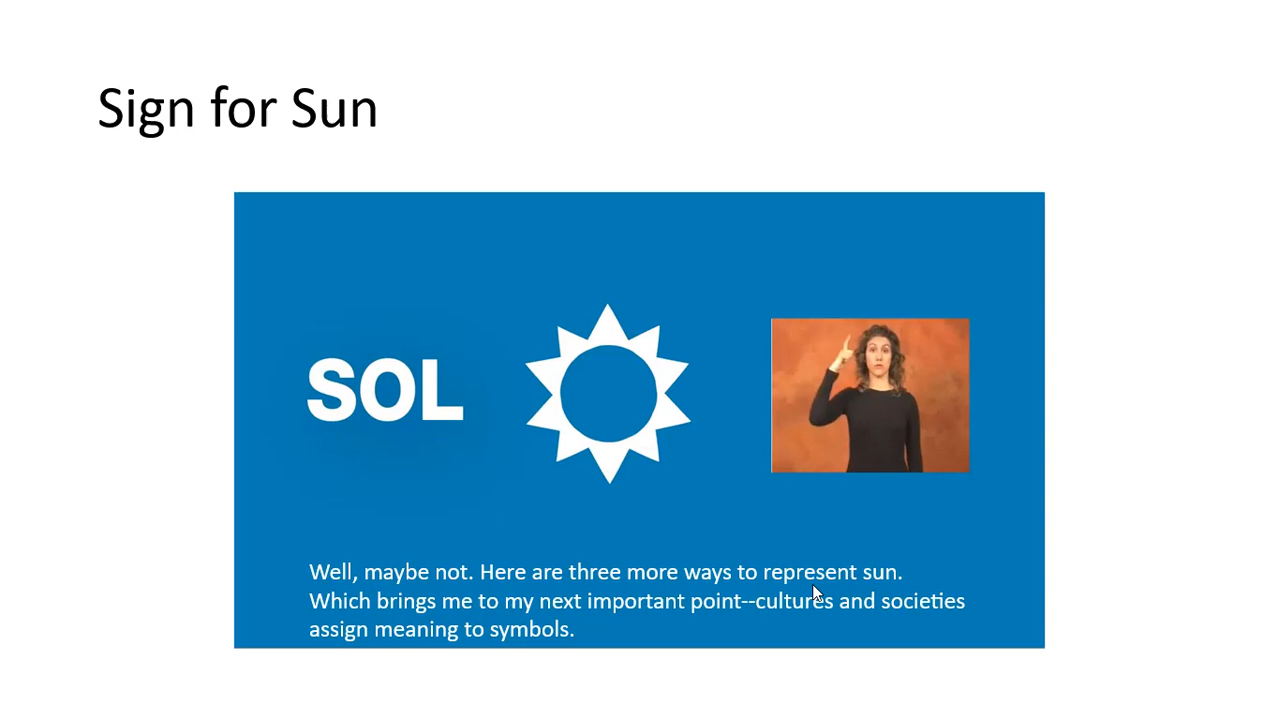 Sign for Sun
SOL
Well, maybe not. Here are three more ways to represent sun.
Which brings me to my next important point--cultures and societies
assign meaning to symbols.